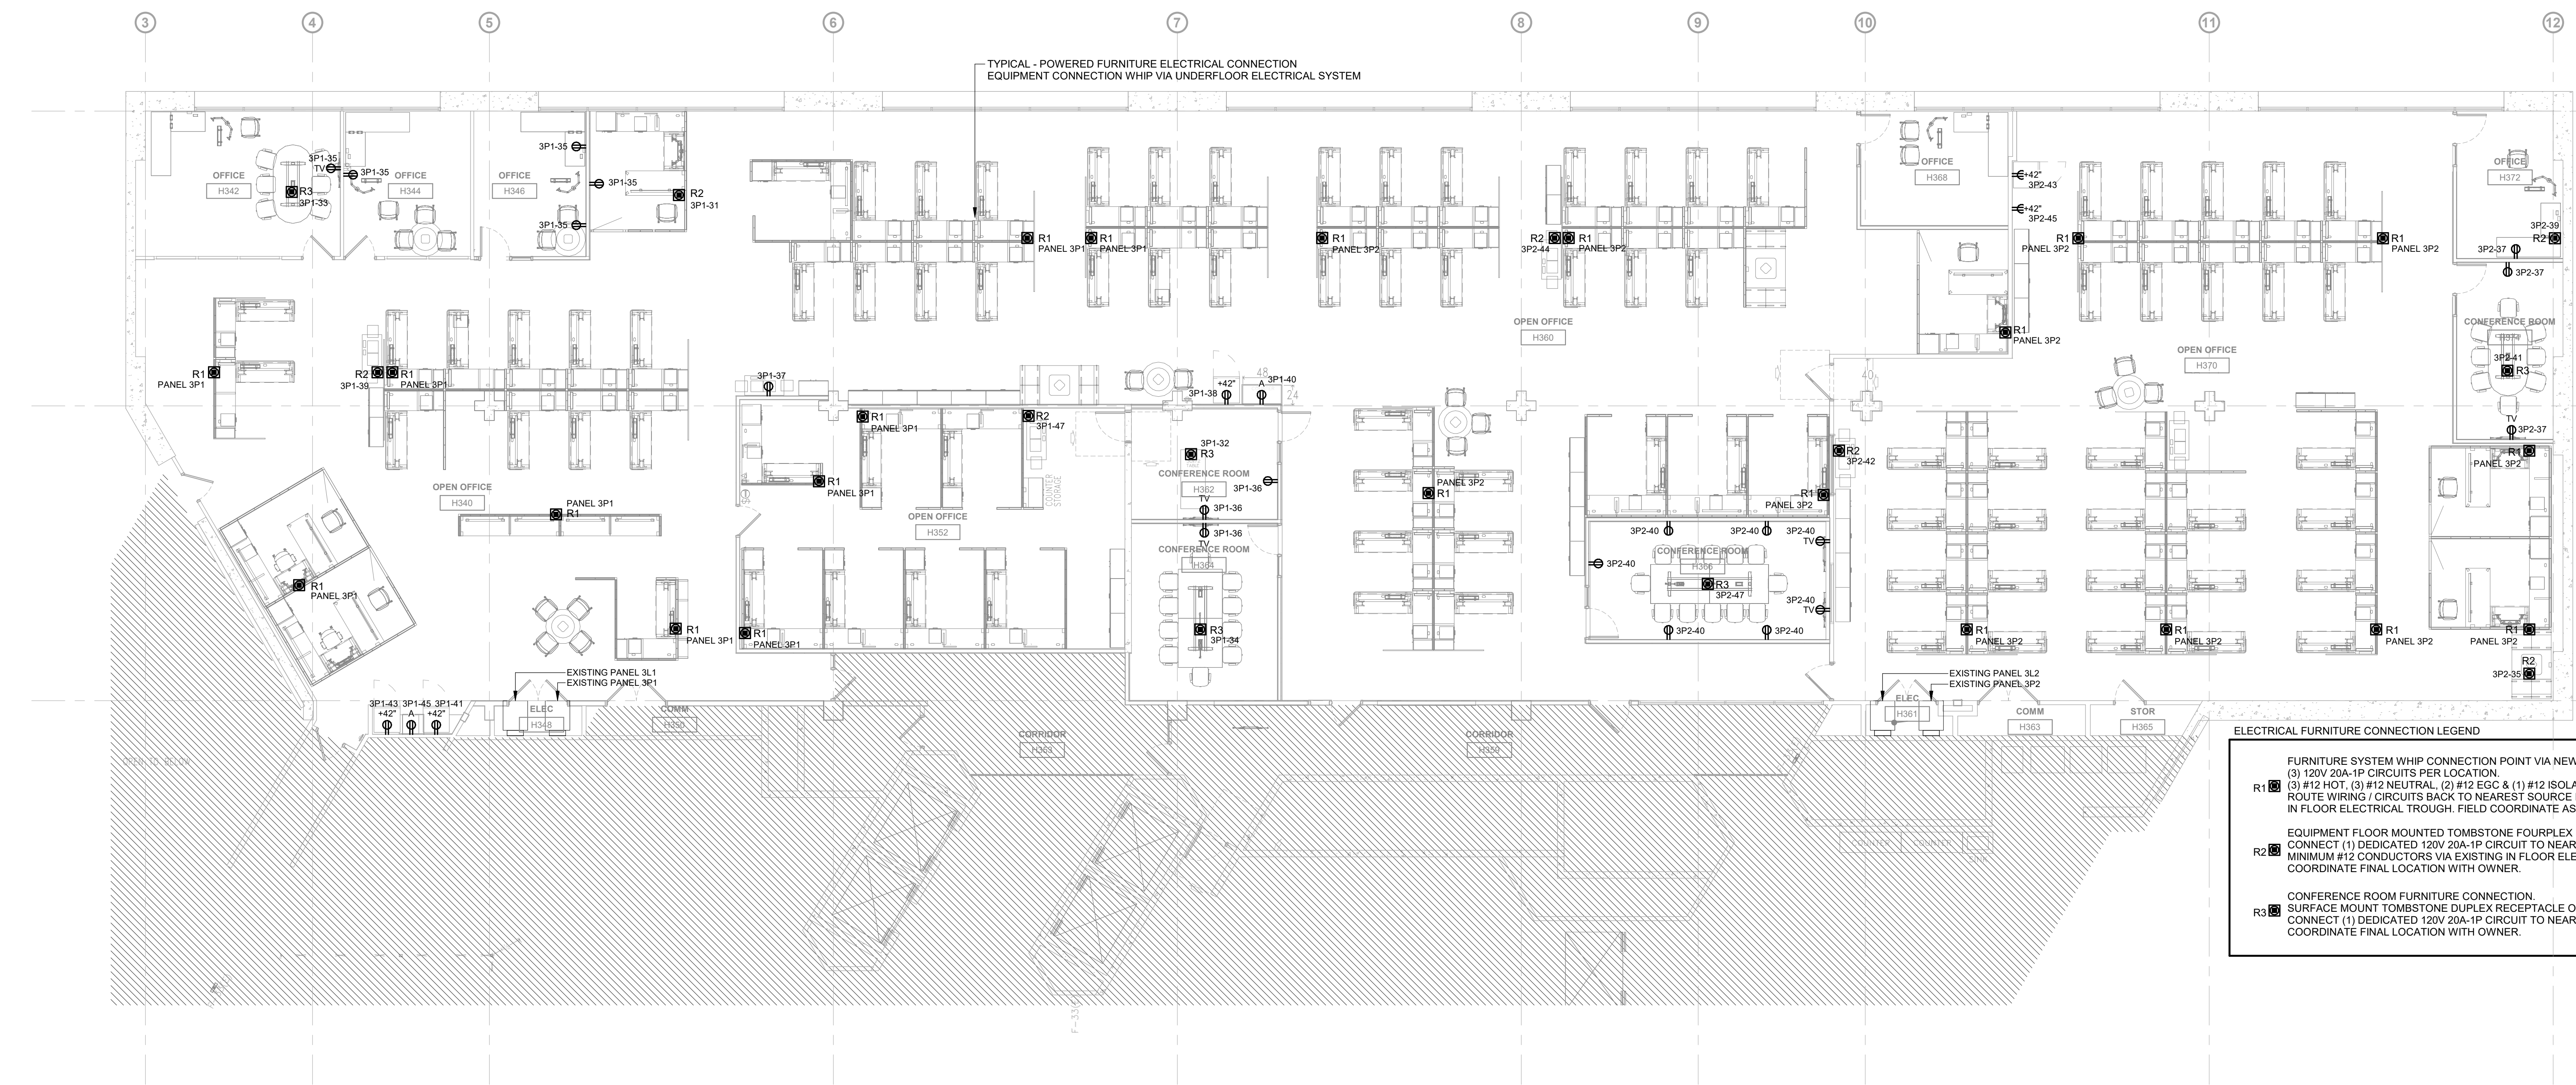 3
4
5
6
7
8
9
10
11
12
TYPICAL - POWERED FURNITURE ELECTRICAL CONNECTION
EQUIPMENT CONNECTION WHIP VIA UNDERFLOOR ELECTRICAL SYSTEM
OFFICE
H342
3P1-35
TV
R3
3P1-33
3P1-35
OFFICE
H344
OFFICE
H346
3P1-35
3P1-35
3P1-35
R2
3P1-31
R1
PANEL 3P1
R1
PANEL 3P1
R1
PANEL 3P2
R2
3P2-44
R1
PANEL 3P2
OFFICE
H368
+42"
3P2-43
+42"
3P2-45
R1
PANEL 3P2
R1
PANEL 3P2
OFFICE
H372
3P2-39
R2
3P2-37
3P2-37
OPEN OFFICE
H360
R1
PANEL 3P2
OPEN OFFICE
H370
CONFERENCE ROOM
H374
3P2-41
R3
TV
3P2-37
R1
PANEL 3P1
R2
3P1-39
R1
PANEL 3P1
3P1-37
3P1-38
+42"
48
A
3P1-40
24
40
R1
PANEL 3P1
R2
3P1-47
R1
PANEL 3P1
COUNTER
STORAGE
3P1-32
R3
CONFERENCE ROOM
H362
3P1-36
TV
3P1-36
3P1-36
TV
CONFERENCE ROOM
H364
R3
3P1-34
PANEL 3P2
R1
R2
3P2-42
R1
PANEL 3P2
R1
PANEL 3P2
OPEN OFFICE
H340
PANEL 3P1
R1
OPEN OFFICE
H352
3P2-40
3P2-40
3P2-40
TV
3P2-40
CONFERENCE ROOM
H366
R3
3P2-47
3P2-40
TV
3P2-40
3P2-40
R1
PANEL 3P1
R1
PANEL 3P1
R1
PANEL 3P1
R1
PANEL 3P2
R1
PANEL 3P2
R1
PANEL 3P2
R1
PANEL 3P2
R2
3P2-35
EXISTING PANEL 3L1
EXISTING PANEL 3P1
EXISTING PANEL 3L2
EXISTING PANEL 3P2
3P1-43
+42"
3P1-45
A
3P1-41
+42"
ELEC
H348
COMM
H350
CORRIDOR
H353
CORRIDOR
H359
ELEC
H361
COMM
H363
STOR
H365
OPEN TO BELOW
COUNTER
COUNTER
SINK
ELECTRICAL FURNITURE CONNECTION LEGEND
R1
FURNITURE SYSTEM WHIP CONNECTION POINT VIA NEW
(3) 120V 20A-1P CIRCUITS PER LOCATION.
(3) #12 HOT, (3) #12 NEUTRAL, (2) #12 EGC & (1) #12 ISOLA
ROUTE WIRING / CIRCUITS BACK TO NEAREST SOURCE
IN FLOOR ELECTRICAL TROUGH. FIELD COORDINATE AS
R2
EQUIPMENT FLOOR MOUNTED TOMBSTONE FOURPLEX
CONNECT (1) DEDICATED 120V 20A-1P CIRCUIT TO NEAR
MINIMUM #12 CONDUCTORS VIA EXISTING IN FLOOR ELE
COORDINATE FINAL LOCATION WITH OWNER.
R3
CONFERENCE ROOM FURNITURE CONNECTION.
SURFACE MOUNT TOMBSTONE DUPLEX RECEPTACLE O
CONNECT (1) DEDICATED 120V 20A-1P CIRCUIT TO NEAR
COORDINATE FINAL LOCATION WITH OWNER.